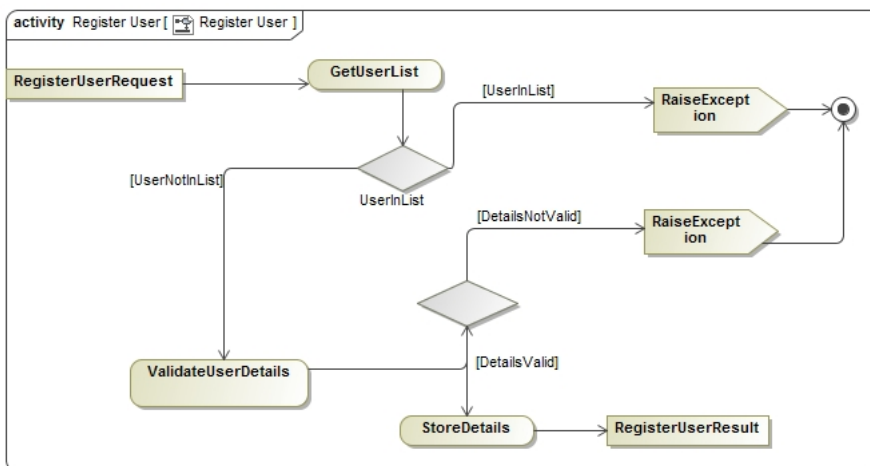 activity Register User [ Register User ]
RegisterUserRequest
GetUserList
[UserInList]
RaiseExcept
ion
[UserNotInList]
UserInList
[DetailsNotValid]
RaiseExcept
ion
ValidateUserDetails
[DetailsValid]
StoreDetails
RegisterUserResult